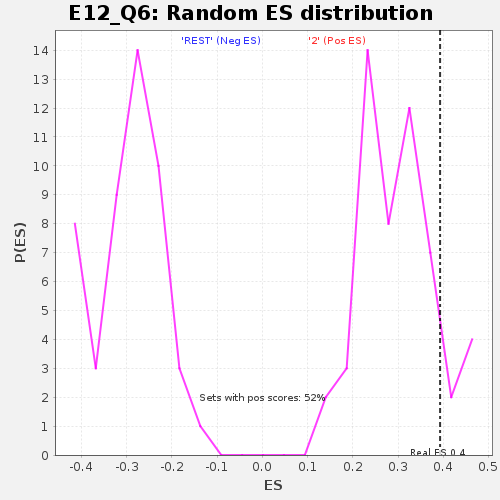 E12_Q6: Random ES distribution
'REST' (Neg ES) '2' (Pos ES)
14
13
12
11
10
9
8
7
6
5
4
3
2
1
0
P(ES)
Sets with pos scores: 52%
Real ES 0.4
-0.4 -0.3 -0.2 -0.1 0.0 0.1 0.2 0.3 0.4 0.5
ES